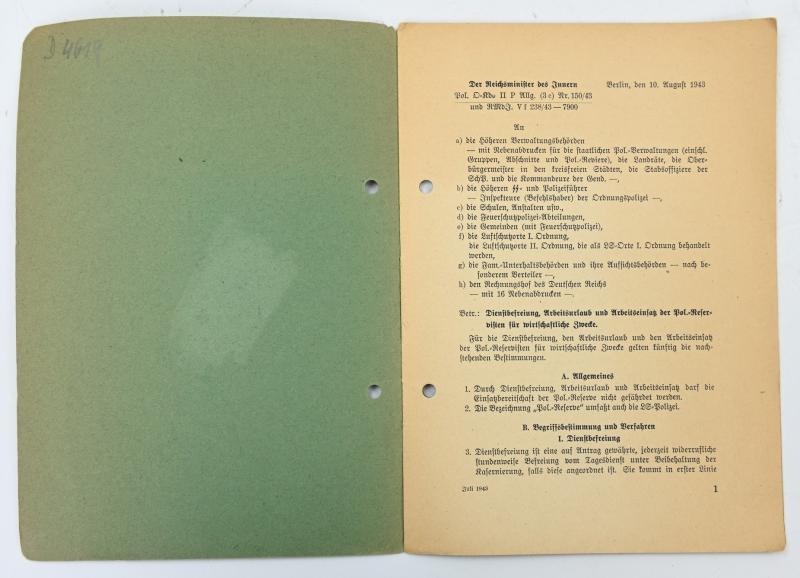 D 4619
Der Reichsminister des Innern Berlin, den 10. August 1943
Pol. O-Kdo II P Allg. (3 c) Nr. 150/43
und RMdJ. V f 238/43 — 7900
An
a) die Höheren Verwaltungsbehörden
— mit Nebenabdrucken für die staatlichen Pol.-Verwaltungen (einschl.
Gruppen, Abschnitte und Pol.-Reviere), die Landräte, die Ober-
bürgermeister in den kreisfreien Städten, die Stabsoffiziere der
SchP. und die Kommandeure der Gend. —,
b) die Höheren ᛋᛋ- und Polizeiführer
— Inspekteure (Befehlshaber) der Ordnungspolizei —,
c) die Schulen, Anstalten usw.,
d) die Feuerschutzpolizei-Abteilungen,
e) die Gemeinden (mit Feuerschutzpolizei),
f) die Luftschutzorte I. Ordnung,
die Luftschutzorte II. Ordnung, die als LS-Orte I. Ordnung behandelt
werden,
g) die Fam.-Unterhaltsbehörden und ihre Aufsichtsbehörden — nach be-
sonderem Verteiler —,
h) den Rechnungshof des Deutschen Reichs
— mit 16 Nebenabdrucken —.
Betr.: Dienstbefreiung, Arbeitsurlaub und Arbeitseinsatz der Pol.-Reser-
visten für wirtschaftliche Zwecke.
Für die Dienstbefreiung, den Arbeitsurlaub und den Arbeitseinsatz
der Pol.-Reservisten für wirtschaftliche Zwecke gelten künftig die nach-
stehenden Bestimmungen.
A. Allgemeines
1. Durch Dienstbefreiung, Arbeitsurlaub und Arbeitseinsatz darf die
Einsatzbereitschaft der Pol.-Reserve nicht gefährdet werden.
2. Die Bezeichnung „Pol.-Reserve“ umfaßt auch die LS-Polizei.
B. Begriffsbestimmung und Verfahren
I. Dienstbefreiung
3. Dienstbefreiung ist eine auf Antrag gewährte, jederzeit widerrufliche
stundenweise Befreiung vom Tagesdienst unter Beibehaltung der
Kasernierung, falls diese angeordnet ist. Sie kommt in erster Linie
Juli 1943 1